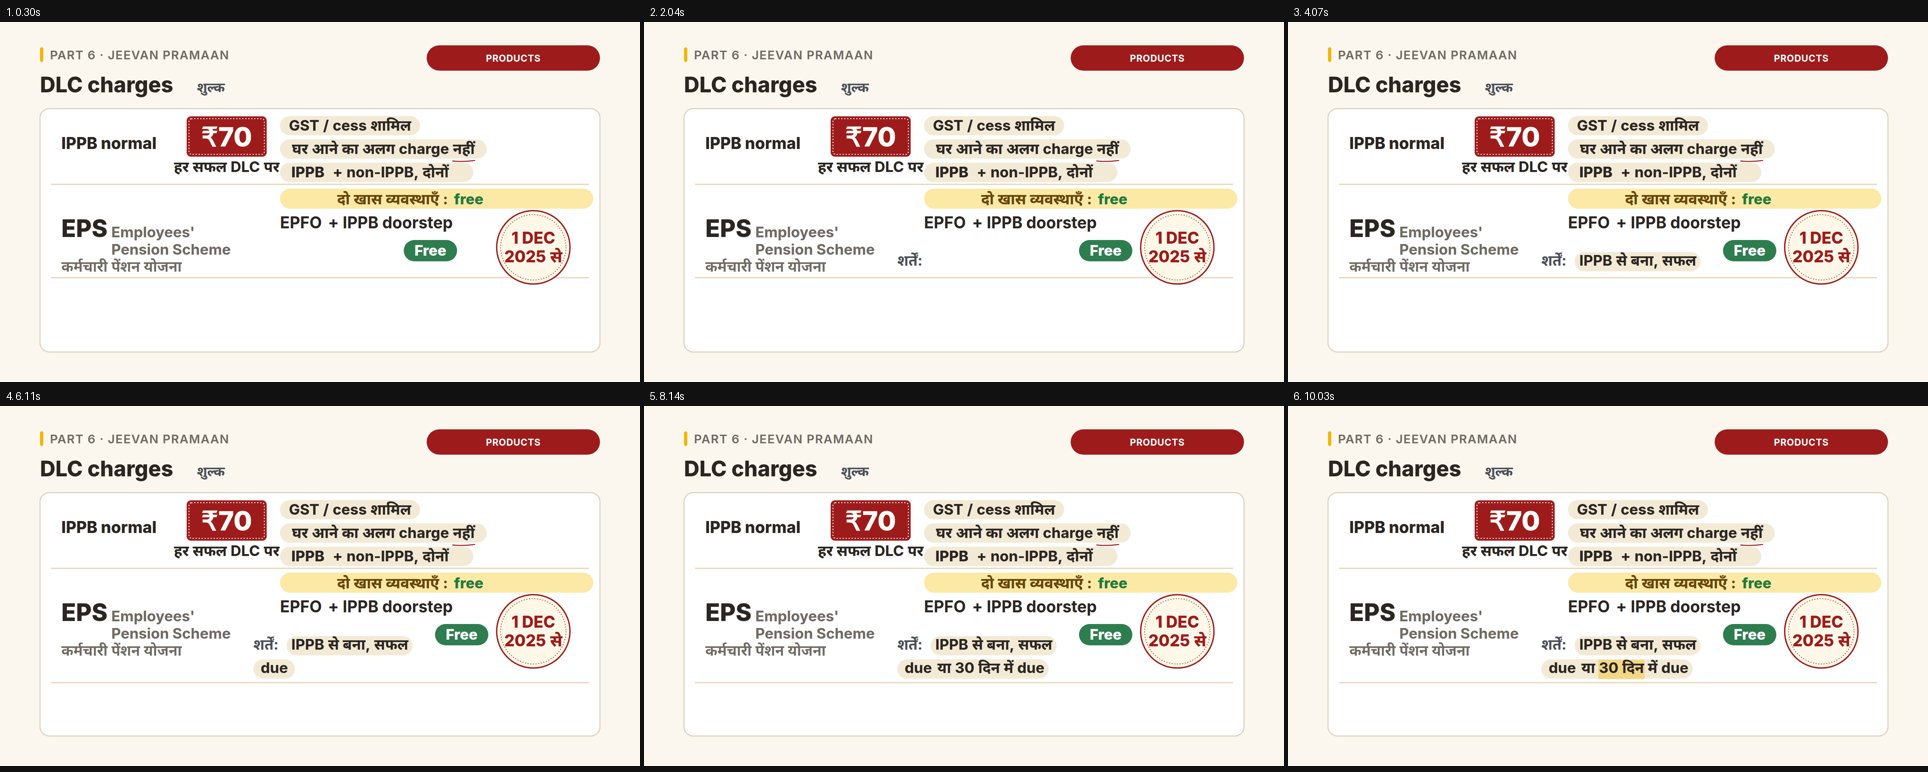 1. 0.30s
PART 6 · JEEVAN PRAMAAN
PRODUCTS
DLC charges शुल्क
IPPB normal
₹70
हर सफल DLC पर
GST / cess शामिल
घर आने का अलग charge नहीं
IPPB + non-IPPB, दोनों
दो खास व्यवस्थाएँ : free
EPS Employees' Pension Scheme
कर्मचारी पेंशन योजना
EPFO + IPPB doorstep
Free
1 DEC
2025 से
2. 2.04s
PART 6 · JEEVAN PRAMAAN
PRODUCTS
DLC charges शुल्क
IPPB normal
₹70
हर सफल DLC पर
GST / cess शामिल
घर आने का अलग charge नहीं
IPPB + non-IPPB, दोनों
दो खास व्यवस्थाएँ : free
EPS Employees' Pension Scheme
कर्मचारी पेंशन योजना
EPFO + IPPB doorstep
शर्तें:
Free
1 DEC
2025 से
3. 4.07s
PART 6 · JEEVAN PRAMAAN
PRODUCTS
DLC charges शुल्क
IPPB normal
₹70
हर सफल DLC पर
GST / cess शामिल
घर आने का अलग charge नहीं
IPPB + non-IPPB, दोनों
दो खास व्यवस्थाएँ : free
EPS Employees' Pension Scheme
कर्मचारी पेंशन योजना
EPFO + IPPB doorstep
शर्तें: IPPB से बना, सफल
Free
1 DEC
2025 से
4. 6.11s
PART 6 · JEEVAN PRAMAAN
PRODUCTS
DLC charges शुल्क
IPPB normal
₹70
हर सफल DLC पर
GST / cess शामिल
घर आने का अलग charge नहीं
IPPB + non-IPPB, दोनों
दो खास व्यवस्थाएँ : free
EPS Employees' Pension Scheme
कर्मचारी पेंशन योजना
EPFO + IPPB doorstep
शर्तें: IPPB से बना, सफल
due
Free
1 DEC
2025 से
5. 8.14s
PART 6 · JEEVAN PRAMAAN
PRODUCTS
DLC charges शुल्क
IPPB normal
₹70
हर सफल DLC पर
GST / cess शामिल
घर आने का अलग charge नहीं
IPPB + non-IPPB, दोनों
दो खास व्यवस्थाएँ : free
EPS Employees' Pension Scheme
कर्मचारी पेंशन योजना
EPFO + IPPB doorstep
शर्तें: IPPB से बना, सफल
due या 30 दिन में due
Free
1 DEC
2025 से
6. 10.03s
PART 6 · JEEVAN PRAMAAN
PRODUCTS
DLC charges शुल्क
IPPB normal
₹70
हर सफल DLC पर
GST / cess शामिल
घर आने का अलग charge नहीं
IPPB + non-IPPB, दोनों
दो खास व्यवस्थाएँ : free
EPS Employees' Pension Scheme
कर्मचारी पेंशन योजना
EPFO + IPPB doorstep
शर्तें: IPPB से बना, सफल
due या 30 दिन में due
Free
1 DEC
2025 से